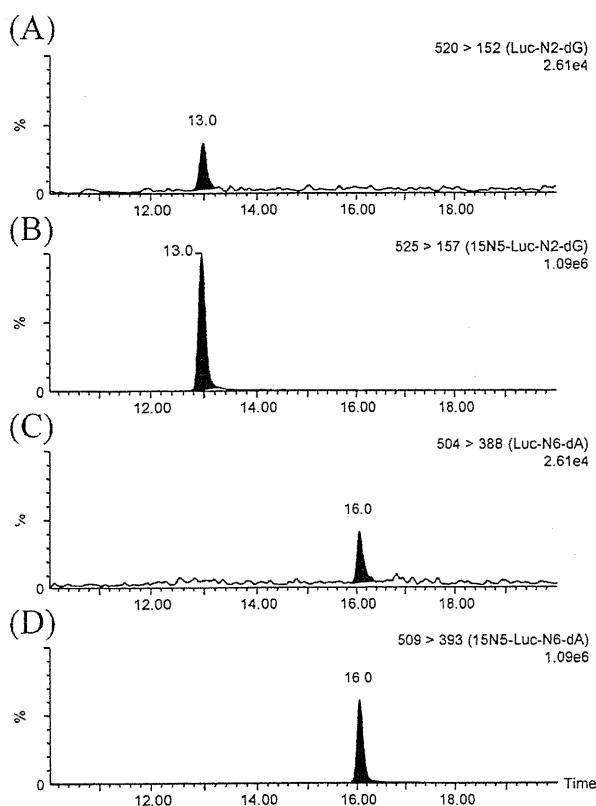 (A)
520 > 152 (Luc-N2-dG)
2.61e4
13.0
%
0
12.00 14.00 16.00 18.00
(B)
525 > 157 (15N5-Luc-N2-dG)
1.09e6
13.0
%
0
12.00 14.00 16.00 18.00
(C)
504 > 388 (Luc-N6-dA)
2.61e4
16.0
%
0
12.00 14.00 16.00 18.00
(D)
509 > 393 (15N5-Luc-N6-dA)
1.09e6
16 0
%
0
12.00 14.00 16.00 18.00
Time